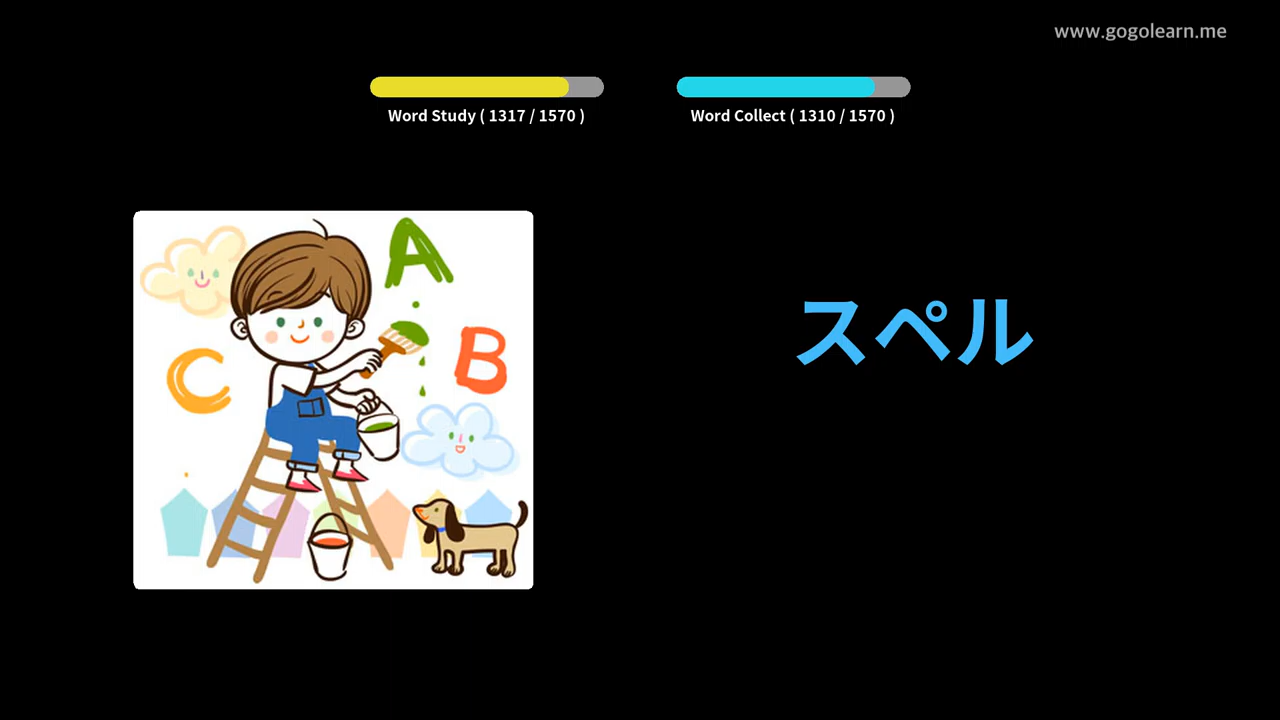 www.gogolearn.me
Word Study ( 1317 / 1570 )
Word Collect ( 1310 / 1570 )
A
B
C
スペル